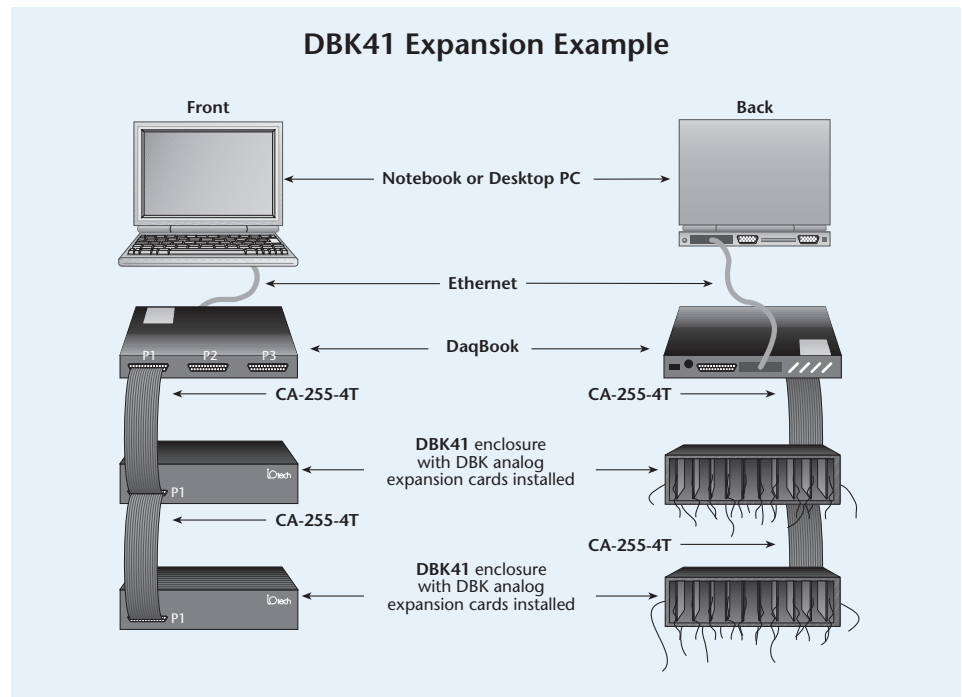 DBK41 Expansion Example
Front
Back
Notebook or Desktop PC
Ethernet
P1 P2 P3
DaqBook
CA-255-4T
CA-255-4T
DBK41 enclosure
with DBK analog
expansion cards installed
iOtech
P1
CA-255-4T
CA-255-4T
DBK41 enclosure
with DBK analog
expansion cards installed
iOtech
P1